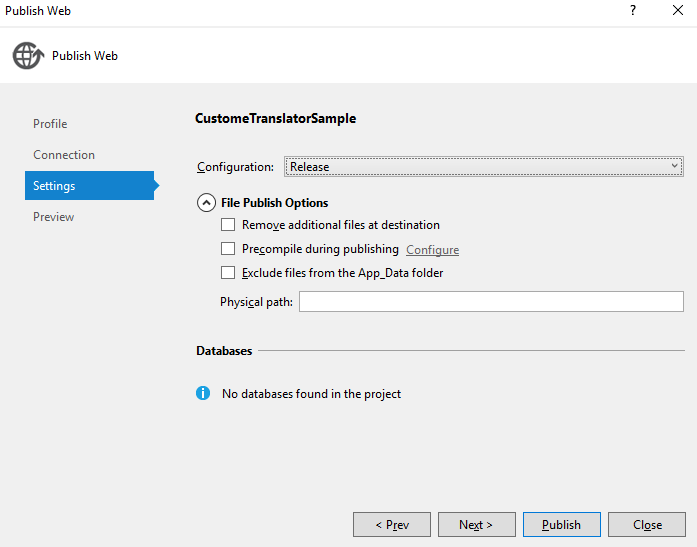 Publish Web
?
Publish Web
Profile
Connection
Settings
Preview
CustomeTranslatorSample
Configuration: Release
File Publish Options
Remove additional files at destination
Precompile during publishing Configure
Exclude files from the App_Data folder
Physical path:
Databases
No databases found in the project
< Prev Next > Publish Close